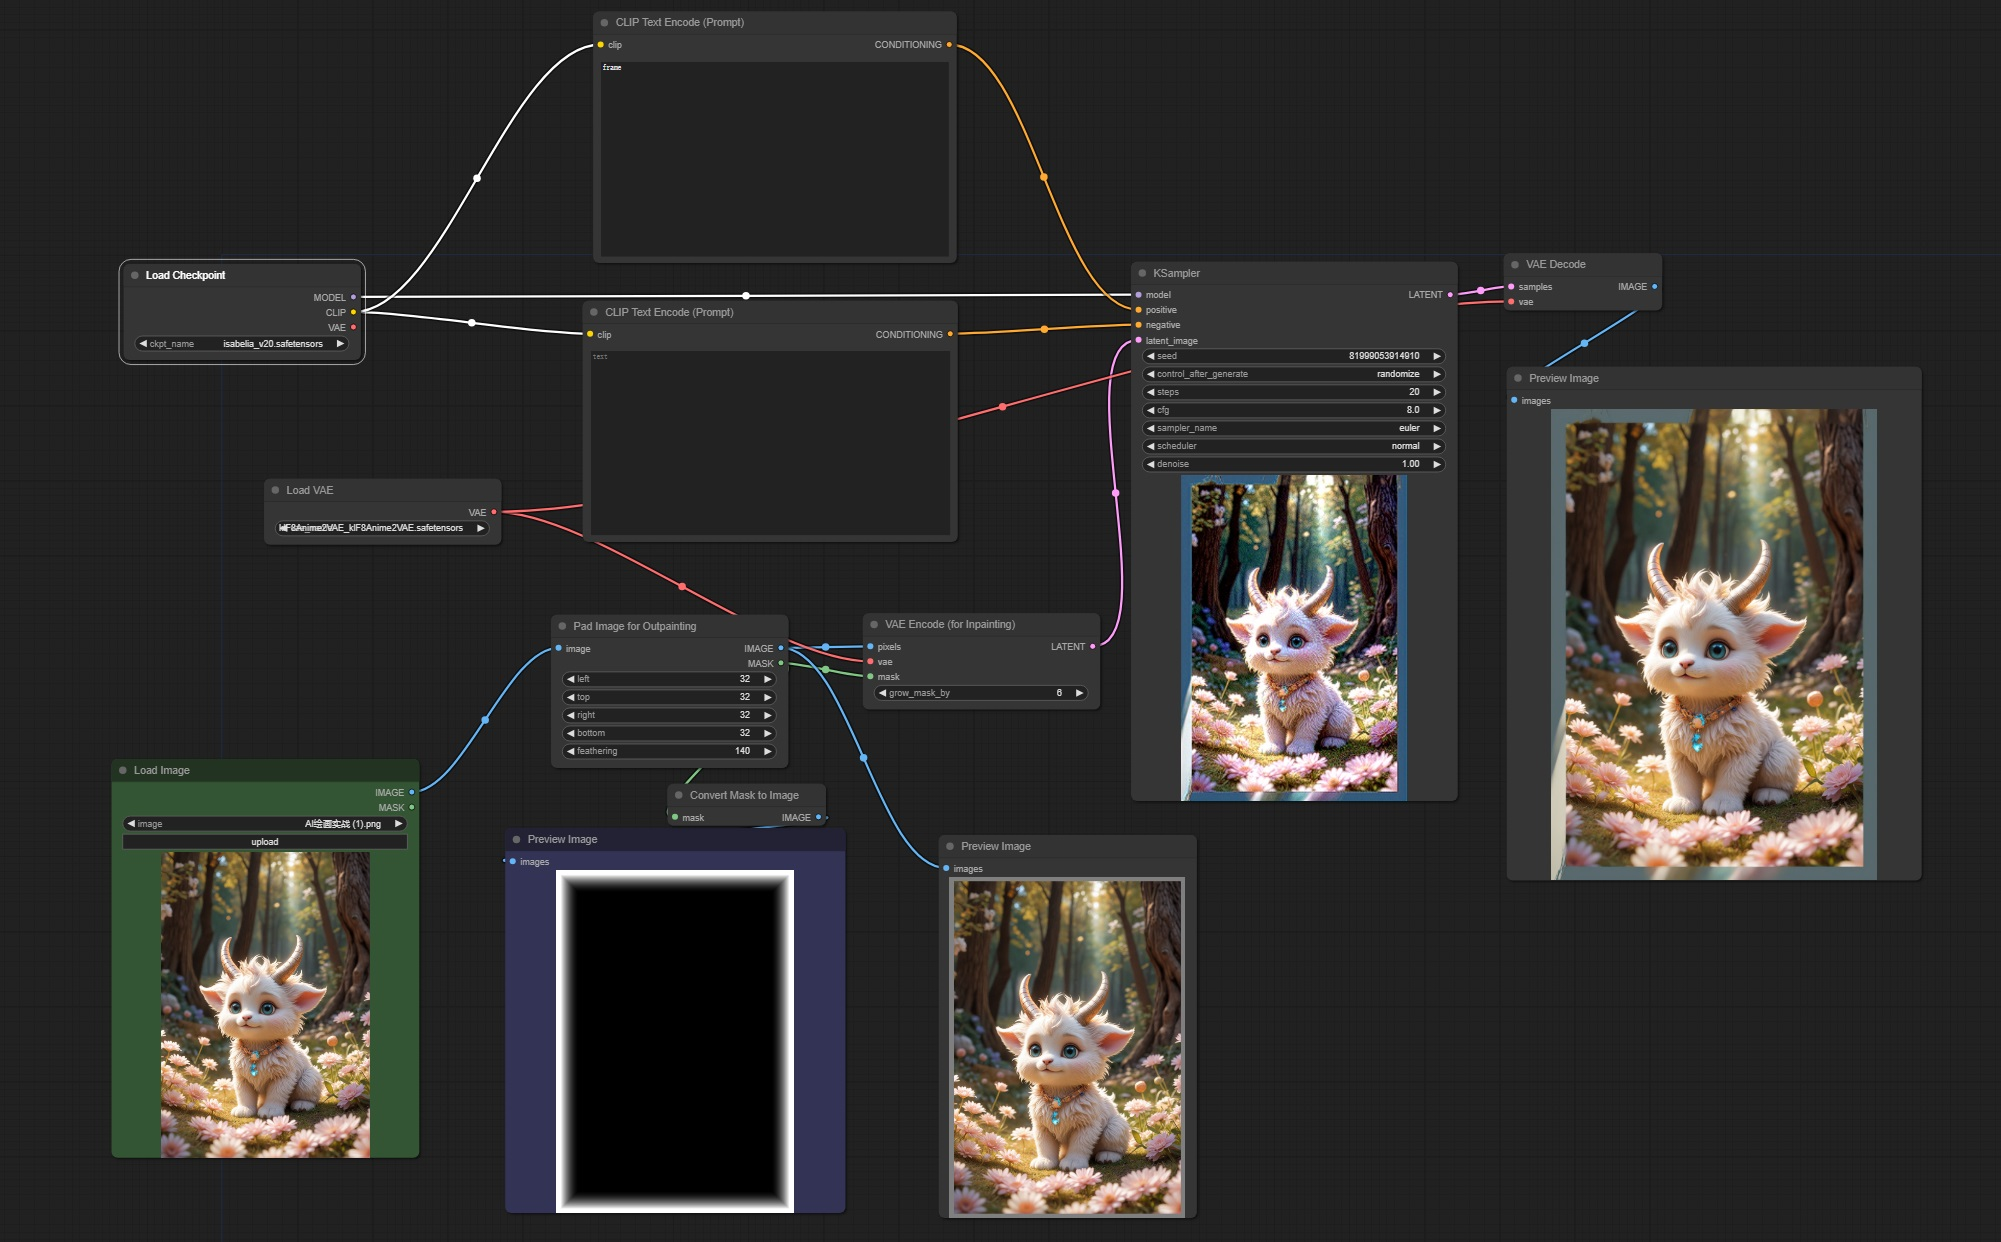 CLIP Text Encode (Prompt)
clip
CONDITIONING
frame
Load Checkpoint
MODEL
CLIP
VAE
ckpt_name
isabelia_v20.safetensors
CLIP Text Encode (Prompt)
clip
CONDITIONING
text
KSampler
model
LATENT
positive
negative
latent_image
seed
81999053914910
control_after_generate
randomize
steps
20
cfg
8.0
sampler_name
euler
scheduler
normal
denoise
1.00
VAE Decode
samples
IMAGE
vae
Preview Image
images
Load VAE
VAE
klF8Anime2VAE_klF8Anime2VAE.safetensors
Pad Image for Outpainting
image
IMAGE
MASK
left
32
top
32
right
32
bottom
32
feathering
140
VAE Encode (for Inpainting)
pixels
LATENT
vae
mask
grow_mask_by
6
Load Image
IMAGE
MASK
image
AI绘画实战 (1).png
upload
Convert Mask to Image
mask
IMAGE
Preview Image
images
Preview Image
images